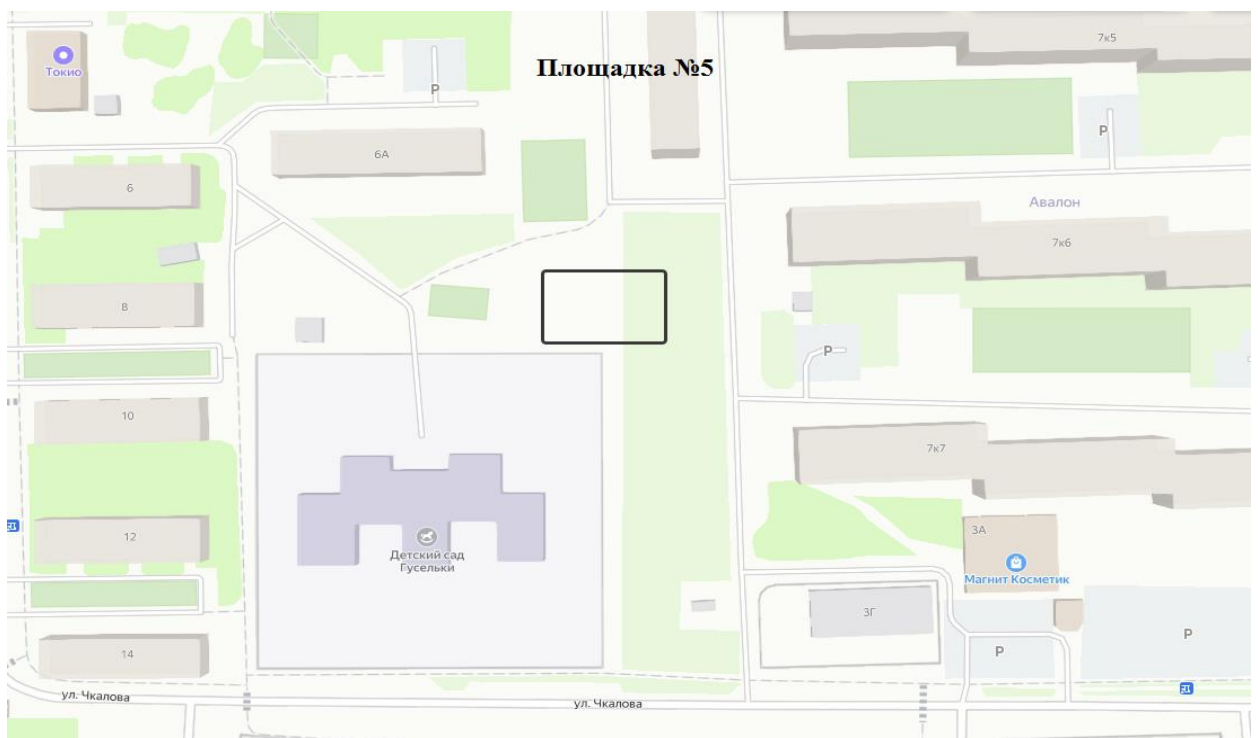 7к5
Площадка №5
Токио
P
P
6А
6
Авалон
7к6
8
P
10
7к7
3А
12
Детский сад
Гусельки
Магнит Косметик
3Г
P
P
14
ул. Чкалова
ул. Чкалова